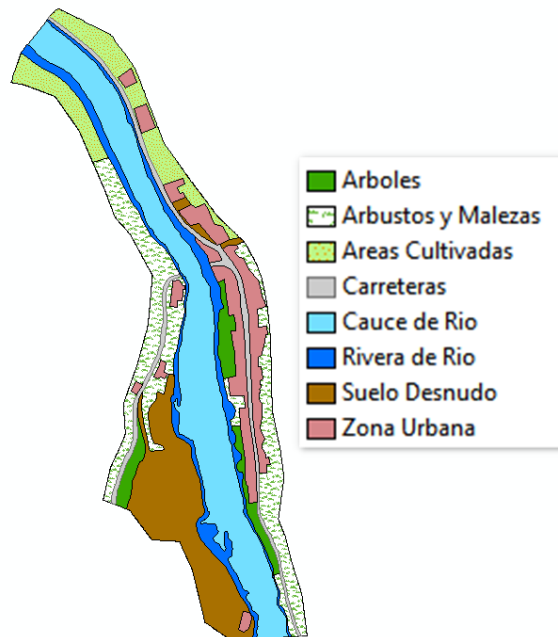 Arboles
Arbustos y Malezas
Areas Cultivadas
Carreteras
Cauce de Rio
Rivera de Rio
Suelo Desnudo
Zona Urbana